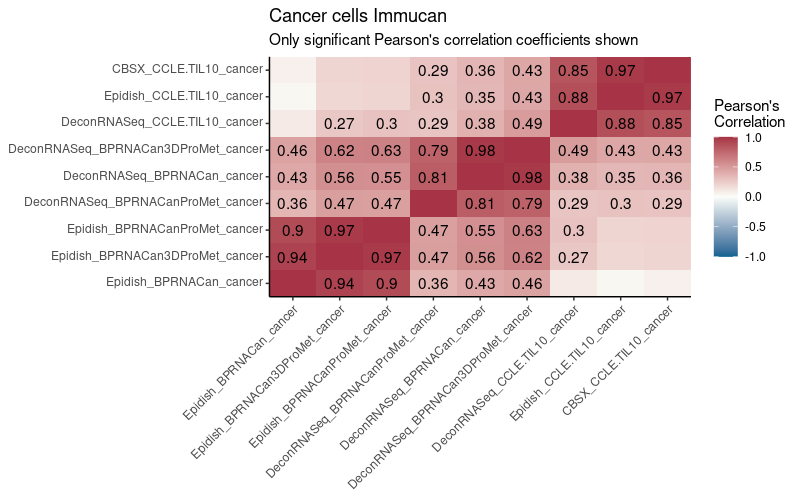 Cancer cells Immucan
Only significant Pearson's correlation coefficients shown
CBSX_CCLE.TIL10_cancer 0.29 0.36 0.43 0.85 0.97
Epidish_CCLE.TIL10_cancer 0.3 0.35 0.43 0.88 0.97
DeconRNASeq_CCLE.TIL10_cancer 0.27 0.3 0.29 0.38 0.49 0.88 0.85
DeconRNASeq_BPRNACan3DProMet_cancer 0.46 0.62 0.63 0.79 0.98 0.49 0.43 0.43
DeconRNASeq_BPRNACan_cancer 0.43 0.56 0.55 0.81 0.98 0.38 0.35 0.36
DeconRNASeq_BPRNACanProMet_cancer 0.36 0.47 0.47 0.81 0.79 0.29 0.3 0.29
Epidish_BPRNACanProMet_cancer 0.9 0.97 0.47 0.55 0.63 0.3
Epidish_BPRNACan3DProMet_cancer 0.94 0.97 0.47 0.56 0.62 0.27
Epidish_BPRNACan_cancer 0.94 0.9 0.36 0.43 0.46
Epidish_BPRNACan_cancer
Epidish_BPRNACan3DProMet_cancer
Epidish_BPRNACanProMet_cancer
DeconRNASeq_BPRNACanProMet_cancer
DeconRNASeq_BPRNACan_cancer
DeconRNASeq_BPRNACan3DProMet_cancer
DeconRNASeq_CCLE.TIL10_cancer
Epidish_CCLE.TIL10_cancer
CBSX_CCLE.TIL10_cancer
Pearson's
Correlation
1.0
0.5
0.0
-0.5
-1.0